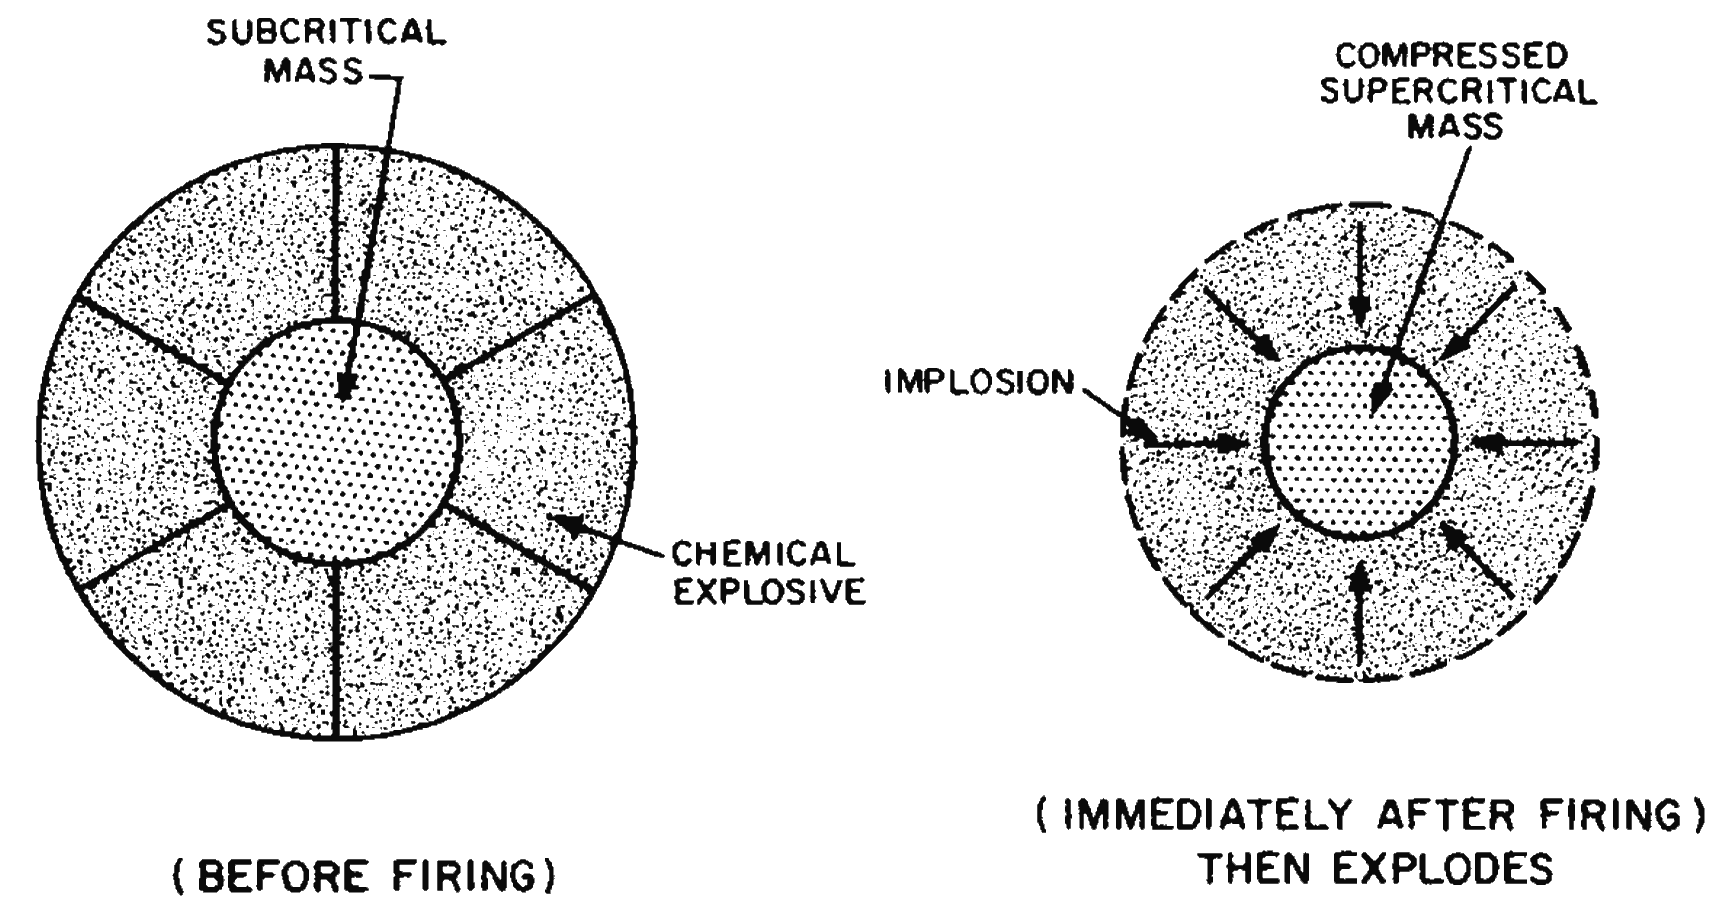 SUBCRITICAL
MASS
CHEMICAL
EXPLOSIVE
(BEFORE FIRING)
COMPRESSED
SUPERCRITICAL
MASS
IMPLOSION
(IMMEDIATELY AFTER FIRING)
THEN EXPLODES